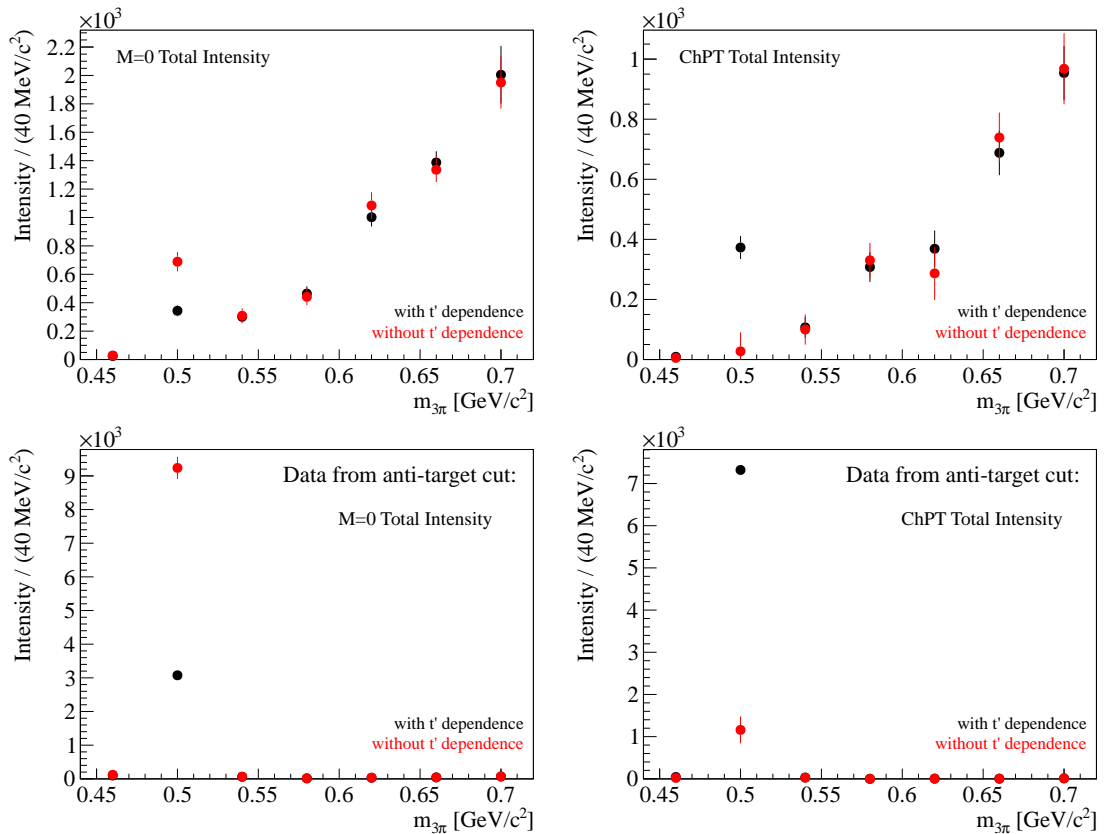 ×10³
M=0 Total Intensity
Intensity / (40 MeV/c²)
2.2
2
1.8
1.6
1.4
1.2
1
0.8
0.6
0.4
0.2
0
with t' dependence
without t' dependence
0.45 0.5 0.55 0.6 0.65 0.7
m3π [GeV/c²]
×10³
ChPT Total Intensity
Intensity / (40 MeV/c²)
1
0.8
0.6
0.4
0.2
0
with t' dependence
without t' dependence
0.45 0.5 0.55 0.6 0.65 0.7
m3π [GeV/c²]
×10³
Data from anti-target cut:
M=0 Total Intensity
Intensity / (40 MeV/c²)
9
8
7
6
5
4
3
2
1
0
with t' dependence
without t' dependence
0.45 0.5 0.55 0.6 0.65 0.7
m3π [GeV/c²]
×10³
Data from anti-target cut:
ChPT Total Intensity
Intensity / (40 MeV/c²)
7
6
5
4
3
2
1
0
with t' dependence
without t' dependence
0.45 0.5 0.55 0.6 0.65 0.7
m3π [GeV/c²]